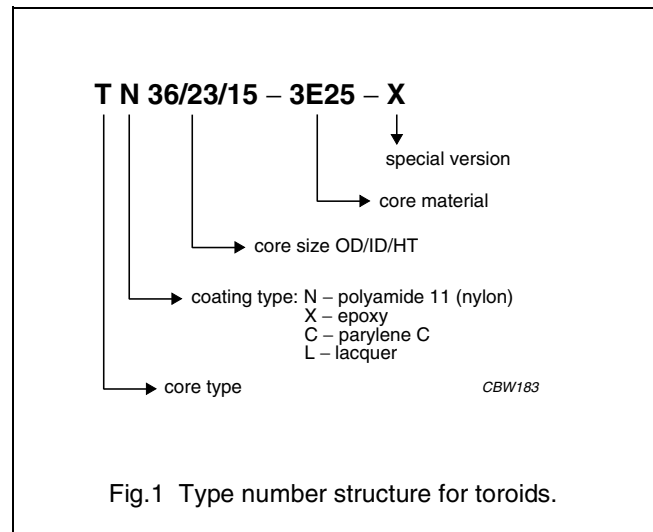 T N 36/23/15 – 3E25 – X
special version
core material
core size OD/ID/HT
coating type: N – polyamide 11 (nylon)
X – epoxy
C – parylene C
L – lacquer
core type
CBW183
Fig.1 Type number structure for toroids.